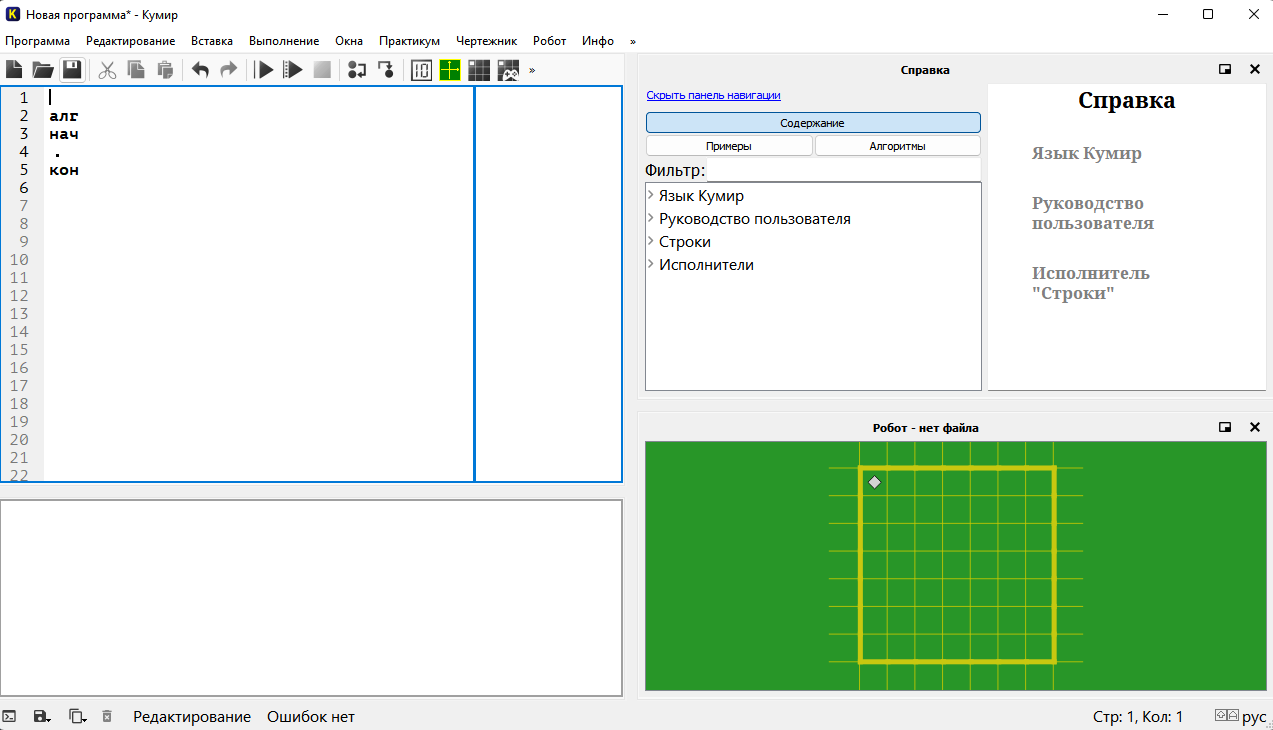 Новая программа* - Кумир
Программа Редактирование Вставка Выполнение Окна Практикум Чертежник Робот Инфо »
»
1
2 алг
3 нач
4 .
5 кон
6
7
8
9
10
11
12
13
14
15
16
17
18
19
20
21
22
Справка
Скрыть панель навигации
Содержание
Примеры Алгоритмы
Фильтр:
Язык Кумир
Руководство пользователя
Строки
Исполнители
Справка
Язык Кумир
Руководство
пользователя
Исполнитель
"Строки"
Робот - нет файла
Редактирование Ошибок нет Стр: 1, Кол: 1 рус